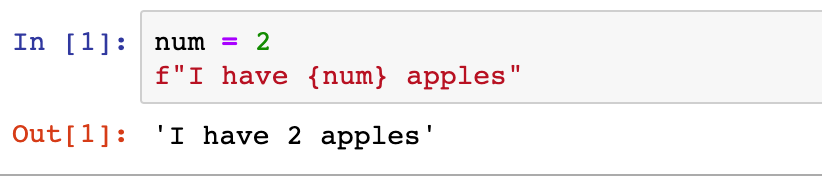 In [1]: num = 2
f"I have {num} apples"
Out[1]: 'I have 2 apples'